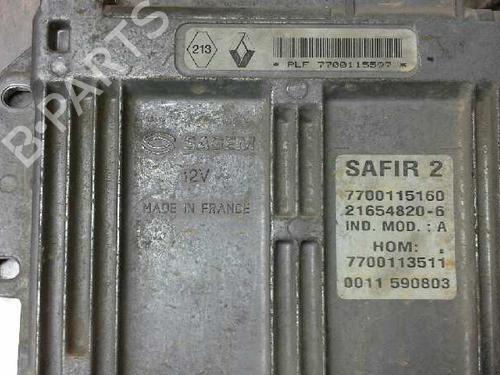 213
* PLF 7700115597 *
SAGEM
12V
MADE IN FRANCE
SAFIR 2
7700115160
21654820-6
IND. MOD. : A
HOM: .
7700113511
0011 590803
B-PARTS